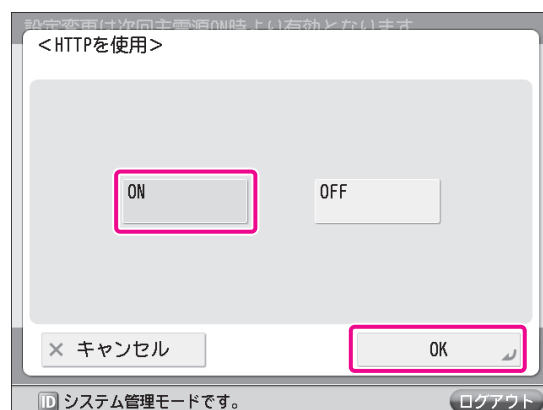 設定変更は次回主電源ON時より有効となります
<HTTPを使用>
ON
OFF
× キャンセル
OK
ID システム管理モードです。
ログアウト